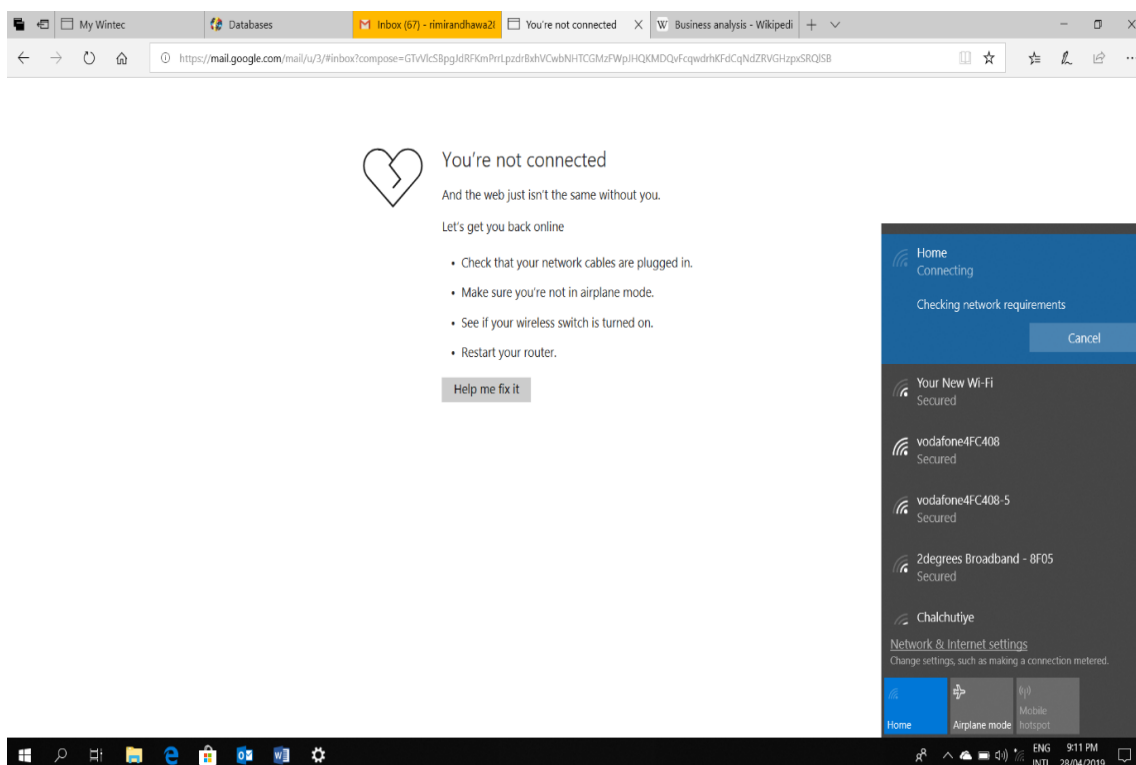 My Wintec
Databases
Inbox (67) - rimirandhawa2
You're not connected
Business analysis - Wikipedi
https://mail.google.com/mail/u/3/#inbox?compose=
You're not connected
And the web just isn't the same without you.
Let's get you back online
• Check that your network cables are plugged in.
• Make sure you're not in airplane mode.
• See if your wireless switch is turned on.
• Restart your router.
Help me fix it
Home
Connecting
Checking network requirements
Cancel
Your New Wi-Fi
Secured
vodafone4FC408
Secured
vodafone4FC408-5
Secured
2degrees Broadband - 8F05
Secured
Chalchutiye
Network & Internet settings
Change settings, such as making a connection metered.
Home
Airplane mode
Mobile
hotspot
ENG
INTL
9:11 PM
28/04/2019